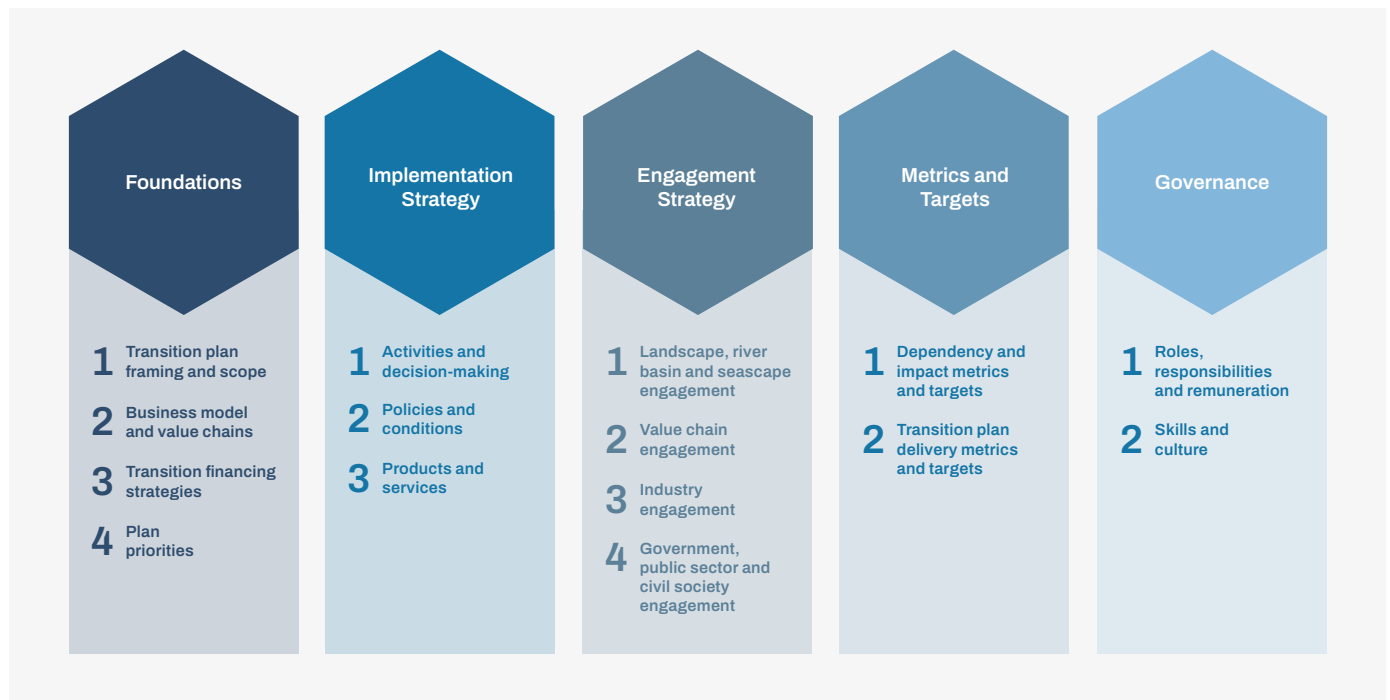 Foundations
1 Transition plan
framing and scope
2 Business model
and value chains
3 Transition financing
strategies
4 Plan
priorities
Implementation
Strategy
1 Activities and
decision-making
2 Policies and
conditions
3 Products and
services
Engagement
Strategy
1 Landscape, river
basin and seascape
engagement
2 Value chain
engagement
3 Industry
engagement
4 Government,
public sector and
civil society
engagement
Metrics and
Targets
1 Dependency and
impact metrics
and targets
2 Transition plan
delivery metrics
and targets
Governance
1 Roles,
responsibilities
and remuneration
2 Skills and
culture